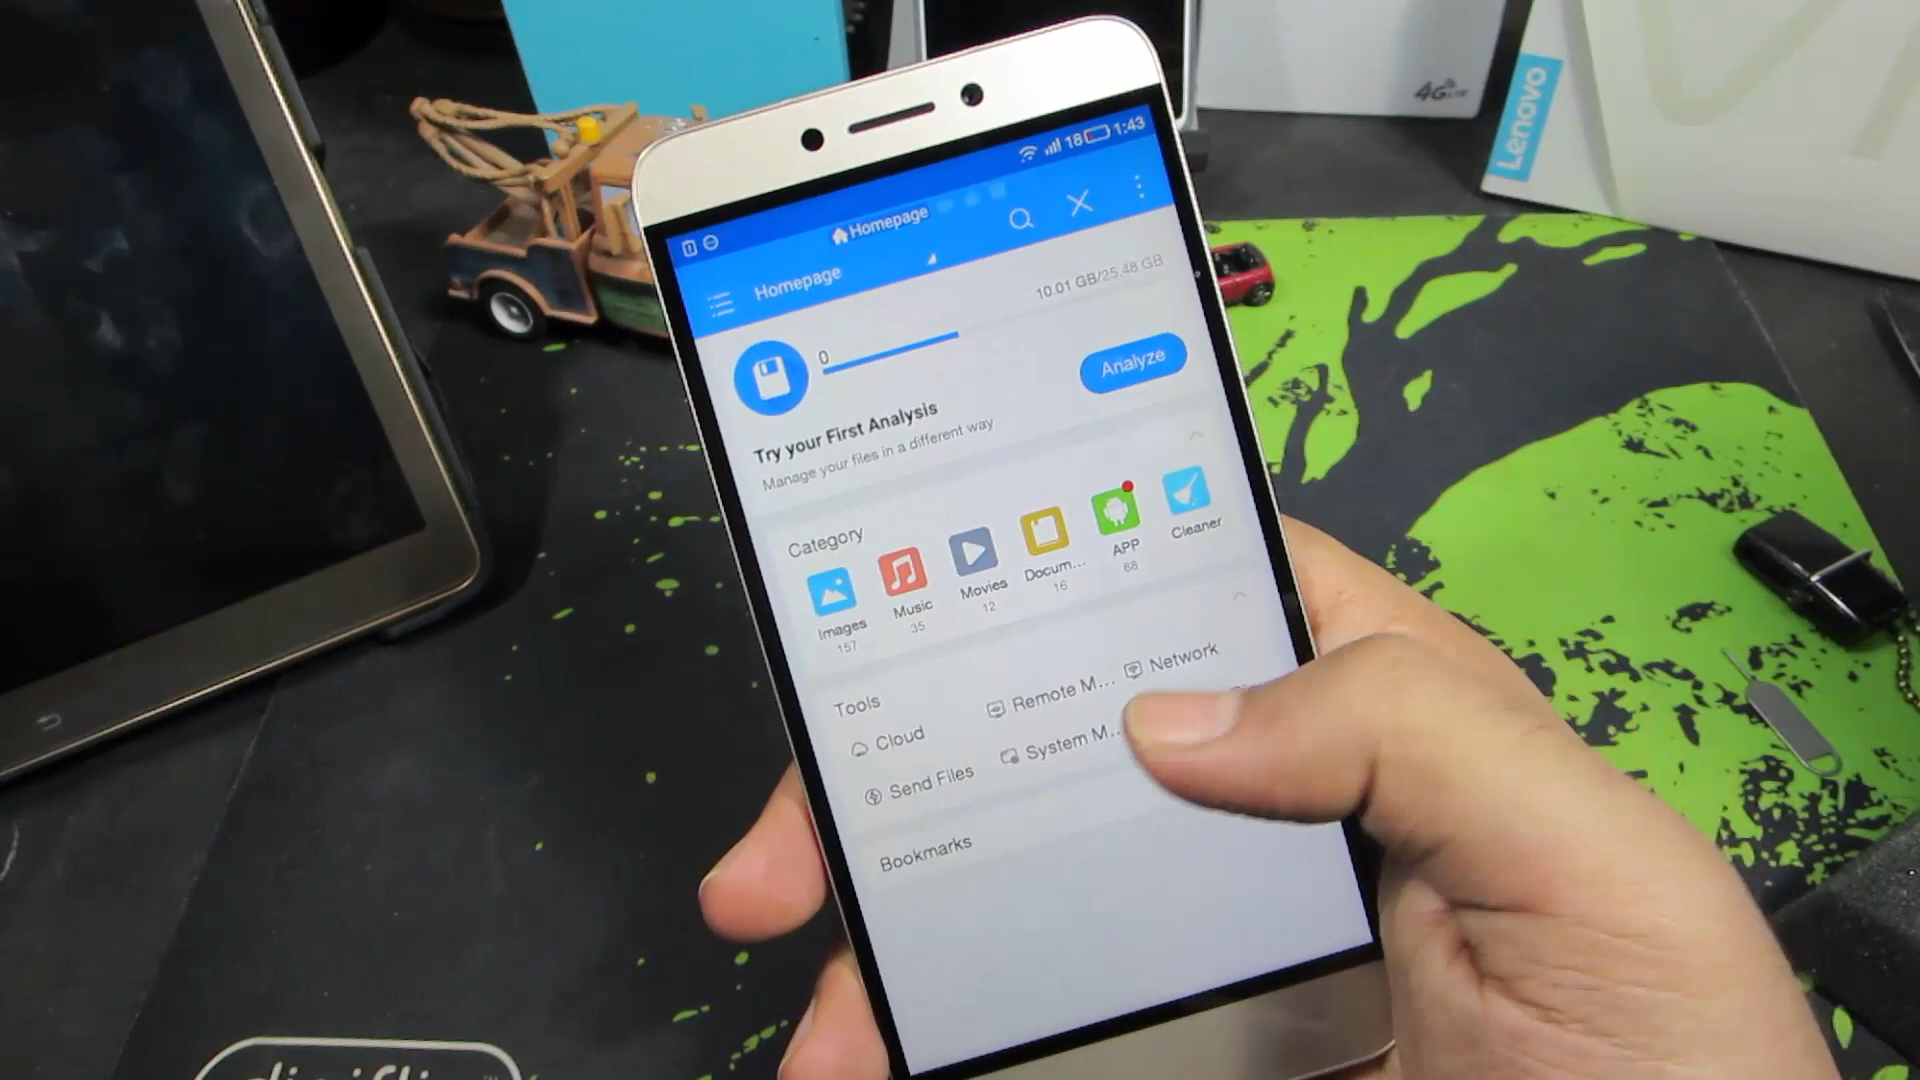 4G LTE
Lenovo
18 1:43
Homepage
Homepage
10.01 GB/25.48 GB
0
Analyze
Try your First Analysis
Manage your files in a different way
Category
Images
157
Music
35
Movies
12
Docum...
16
APP
68
Cleaner
Tools
Cloud
Remote M...
Network
Send Files
System M...
Bookmarks